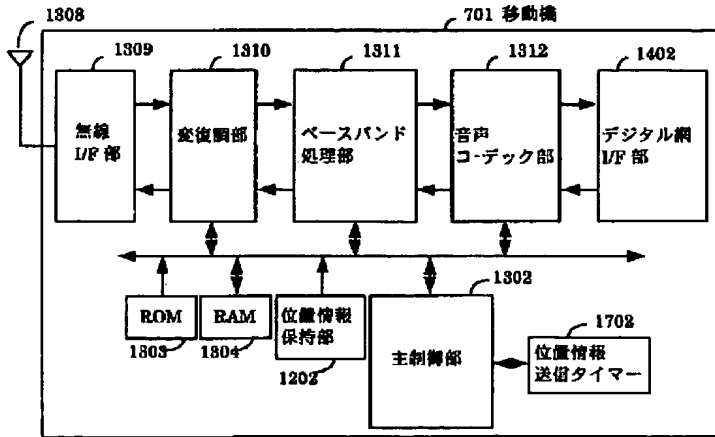 1308
701 移動機
1309
1310
1311
1312
1402
無線
I/F 部
変復調部
ベースバンド
処理部
音声
コーデック部
デジタル網
I/F 部
1302
ROM
1303
RAM
1304
位置情報
保持部
1202
主制御部
1702
位置情報
送信タイマー